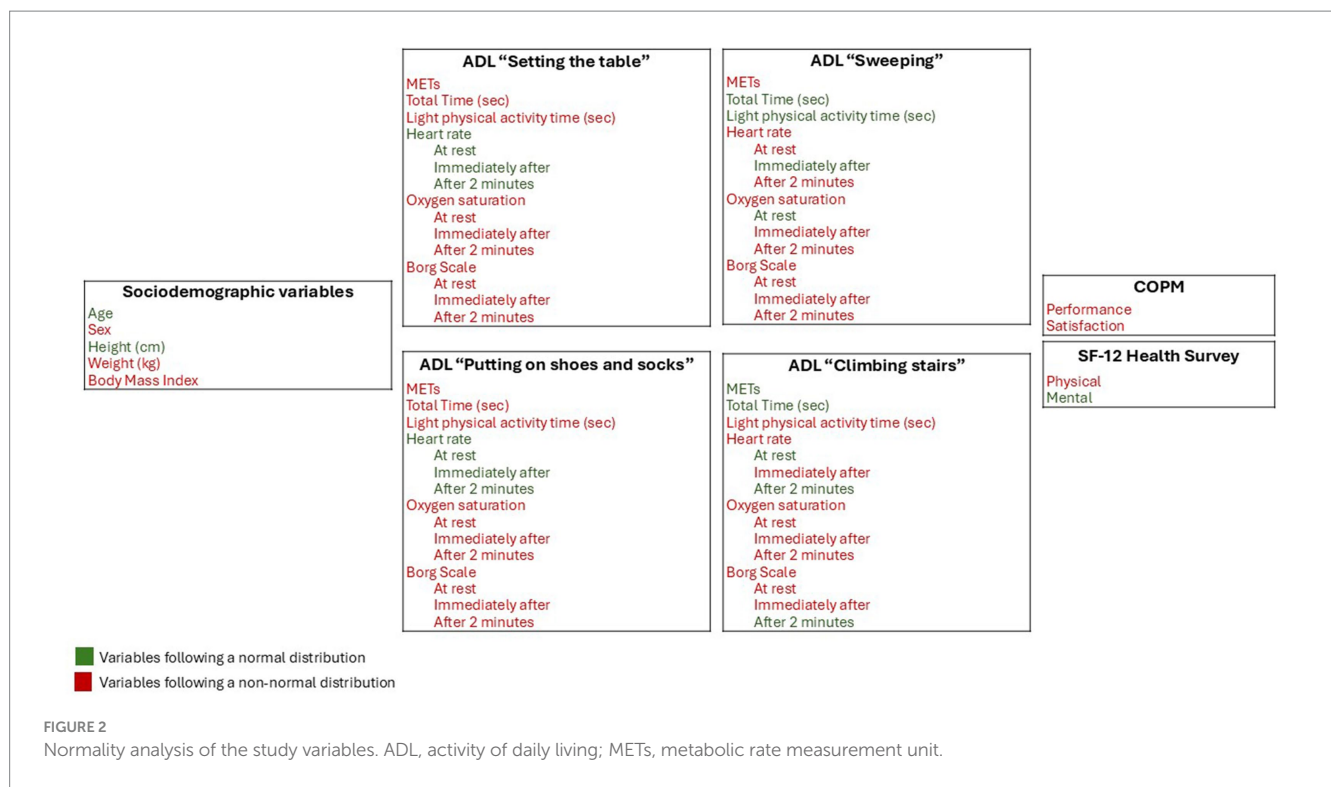 Sociodemographic variables
Age
Sex
Height (cm)
Weight (kg)
Body Mass Index
ADL “Setting the table”
METs
Total Time (sec)
Light physical activity time (sec)
Heart rate
At rest
Immediately after
After 2 minutes
Oxygen saturation
At rest
Immediately after
After 2 minutes
Borg Scale
At rest
Immediately after
After 2 minutes
ADL “Sweeping”
METs
Total Time (sec)
Light physical activity time (sec)
Heart rate
At rest
Immediately after
After 2 minutes
Oxygen saturation
At rest
Immediately after
After 2 minutes
Borg Scale
At rest
Immediately after
After 2 minutes
ADL “Putting on shoes and socks”
METs
Total Time (sec)
Light physical activity time (sec)
Heart rate
At rest
Immediately after
After 2 minutes
Oxygen saturation
At rest
Immediately after
After 2 minutes
Borg Scale
At rest
Immediately after
After 2 minutes
ADL “Climbing stairs”
METs
Total Time (sec)
Light physical activity time (sec)
Heart rate
At rest
Immediately after
After 2 minutes
Oxygen saturation
At rest
Immediately after
After 2 minutes
Borg Scale
At rest
Immediately after
After 2 minutes
COPM
Performance
Satisfaction
SF-12 Health Survey
Physical
Mental
Variables following a normal distribution
Variables following a non-normal distribution
FIGURE 2
Normality analysis of the study variables. ADL, activity of daily living; METs, metabolic rate measurement unit.